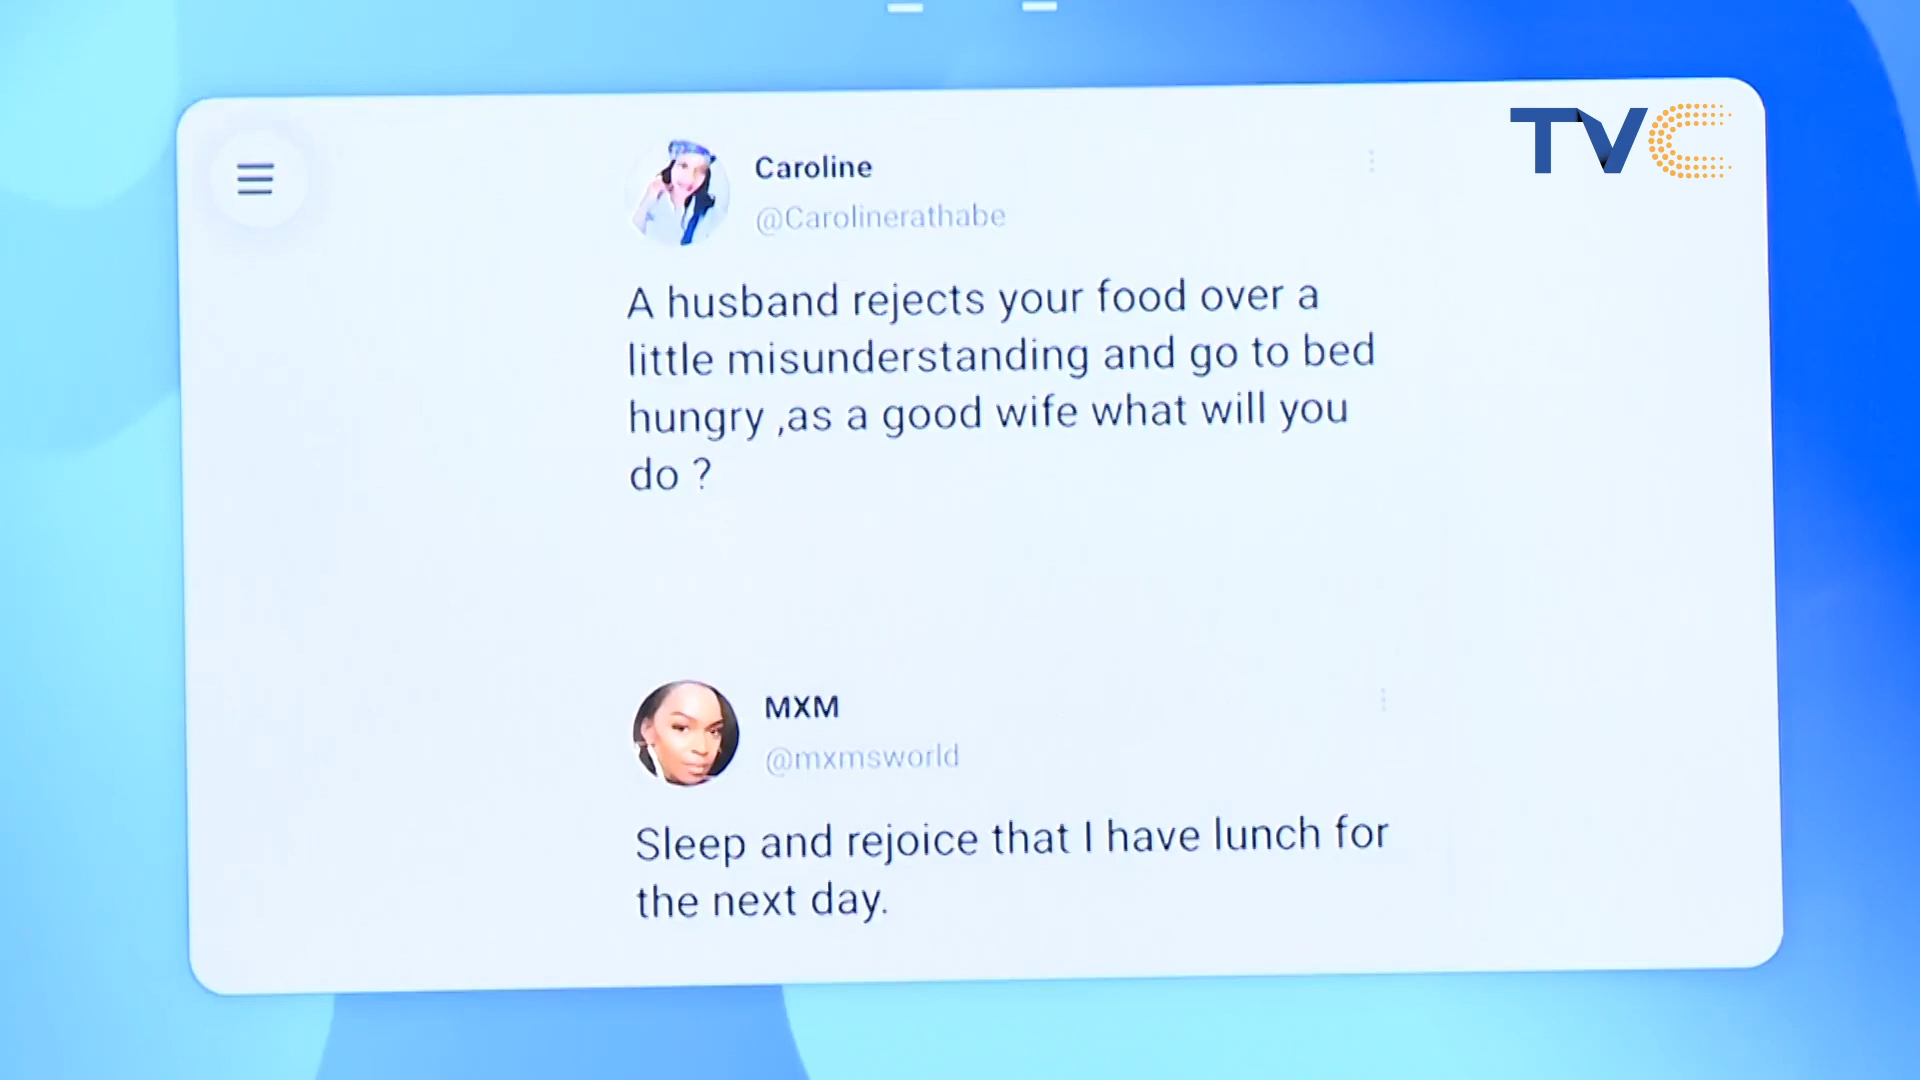 TVC
Caroline
@Carolinerathabe
A husband rejects your food over a
little misunderstanding and go to bed
hungry ,as a good wife what will you
do ?
MXM
@mxmsworld
Sleep and rejoice that I have lunch for
the next day.